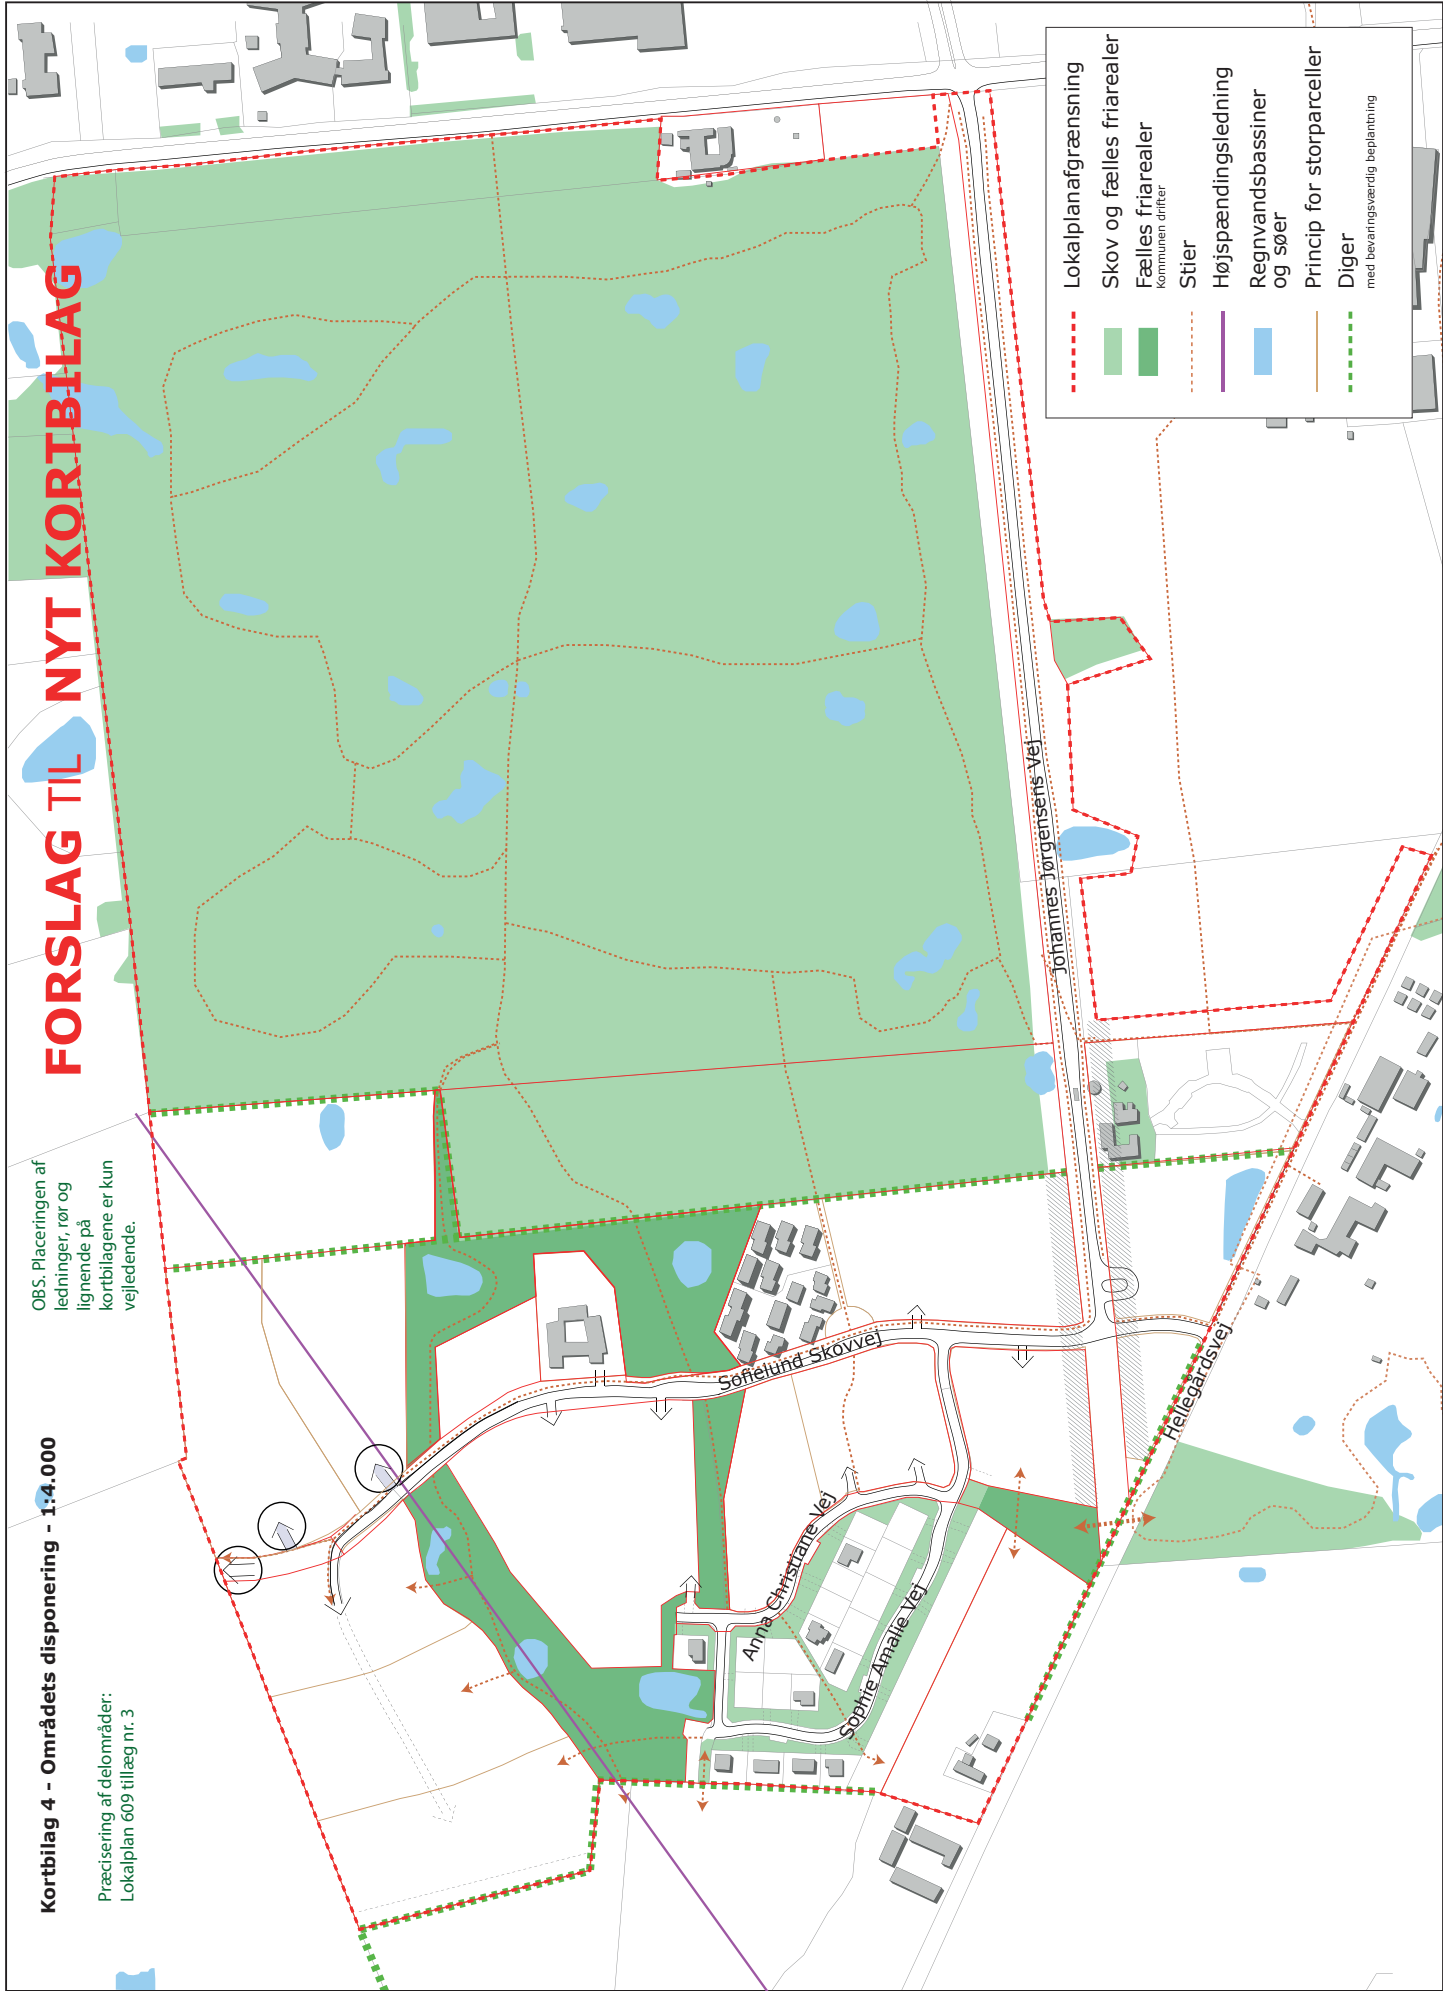 Kortbilag 4 - Områdets disponering - 1:4.000
FORSLAG TIL NYT KORTBILAG
Præcisering af delområder:
Lokalplan 609 tillæg nr. 3
OBS. Placeringen af
ledninger, rør og
lignende på
kortbilagene er kun
vejledende.
Sofielund Skovvej
Anna Christiane Vej
Sophie Amalie Vej
Johannes Jørgensens Vej
Hellegårdsvej
Lokalplanafgrænsning
Skov og fælles friarealer
Fælles friarealer
Kommunen drifter
Stier
Højspændingsledning
Regnvandsbassiner
og søer
Princip for storparceller
Diger
med bevaringsværdig beplantning